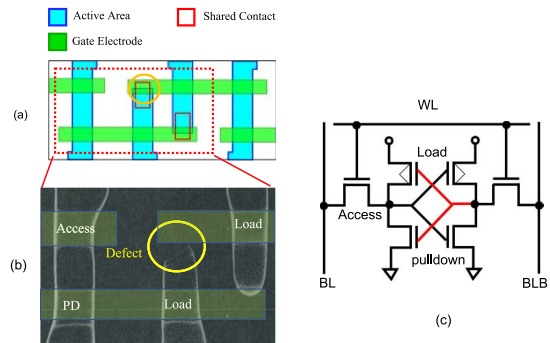 Active Area
Shared Contact
Gate Electrode
(a)
WL
Load
Access
Load
Access
Defect
(b)
PD
Load
pulldown
BL
BLB
(c)